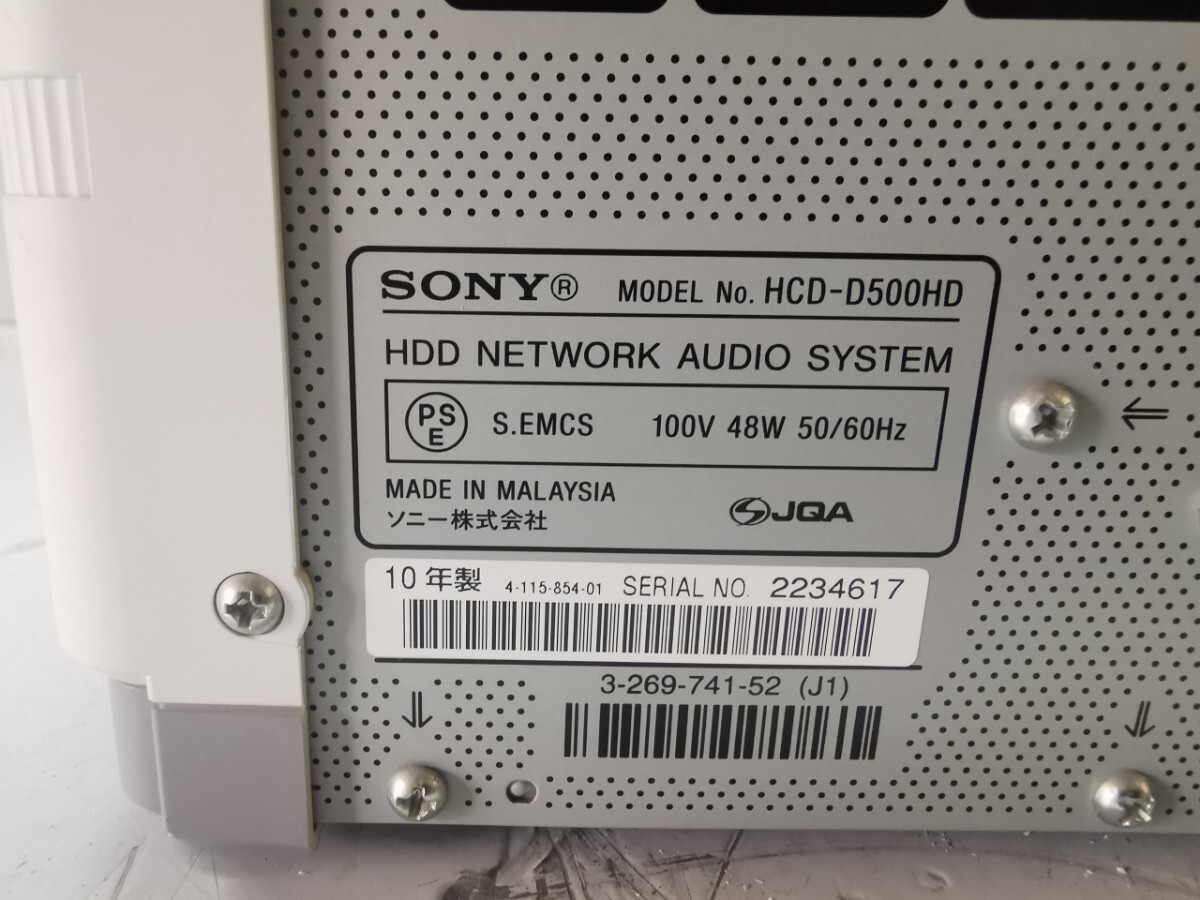 SONY® MODEL No. HCD-D500HD
HDD NETWORK AUDIO SYSTEM
PSE S.EMCS 100V 48W 50/60Hz
MADE IN MALAYSIA
ソニー株式会社 JQA
10年製 4-115-854-01 SERIAL NO. 2234617
3-269-741-52 (J1)